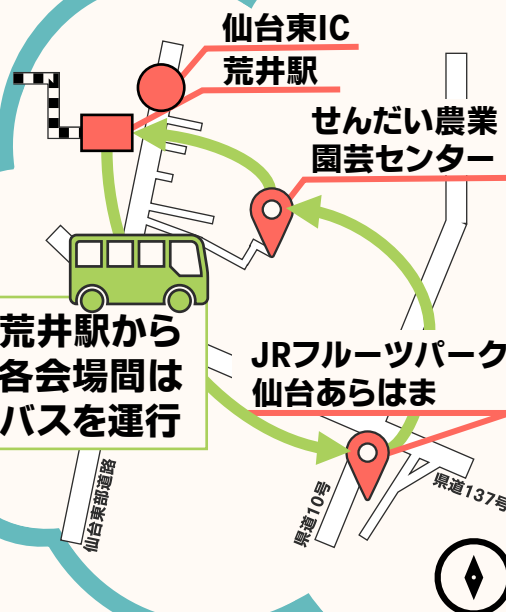 仙台東IC
荒井駅
せんだい農業
園芸センター
荒井駅から
各会場間は
バスを運行
JRフルーツパーク
仙台あらはま
仙台東部道路
県道10号
県道137号